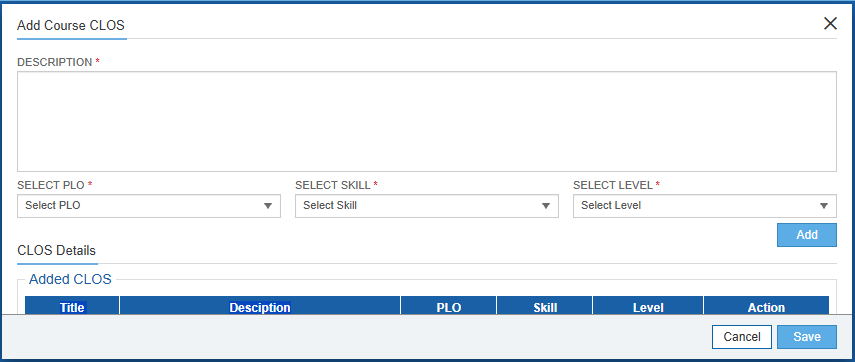 Add Course CLOS
DESCRIPTION *
SELECT PLO * SELECT SKILL * SELECT LEVEL *
Select PLO Select Skill Select Level
Add
CLOS Details
Added CLOS
Title Desciption PLO Skill Level Action
Cancel Save